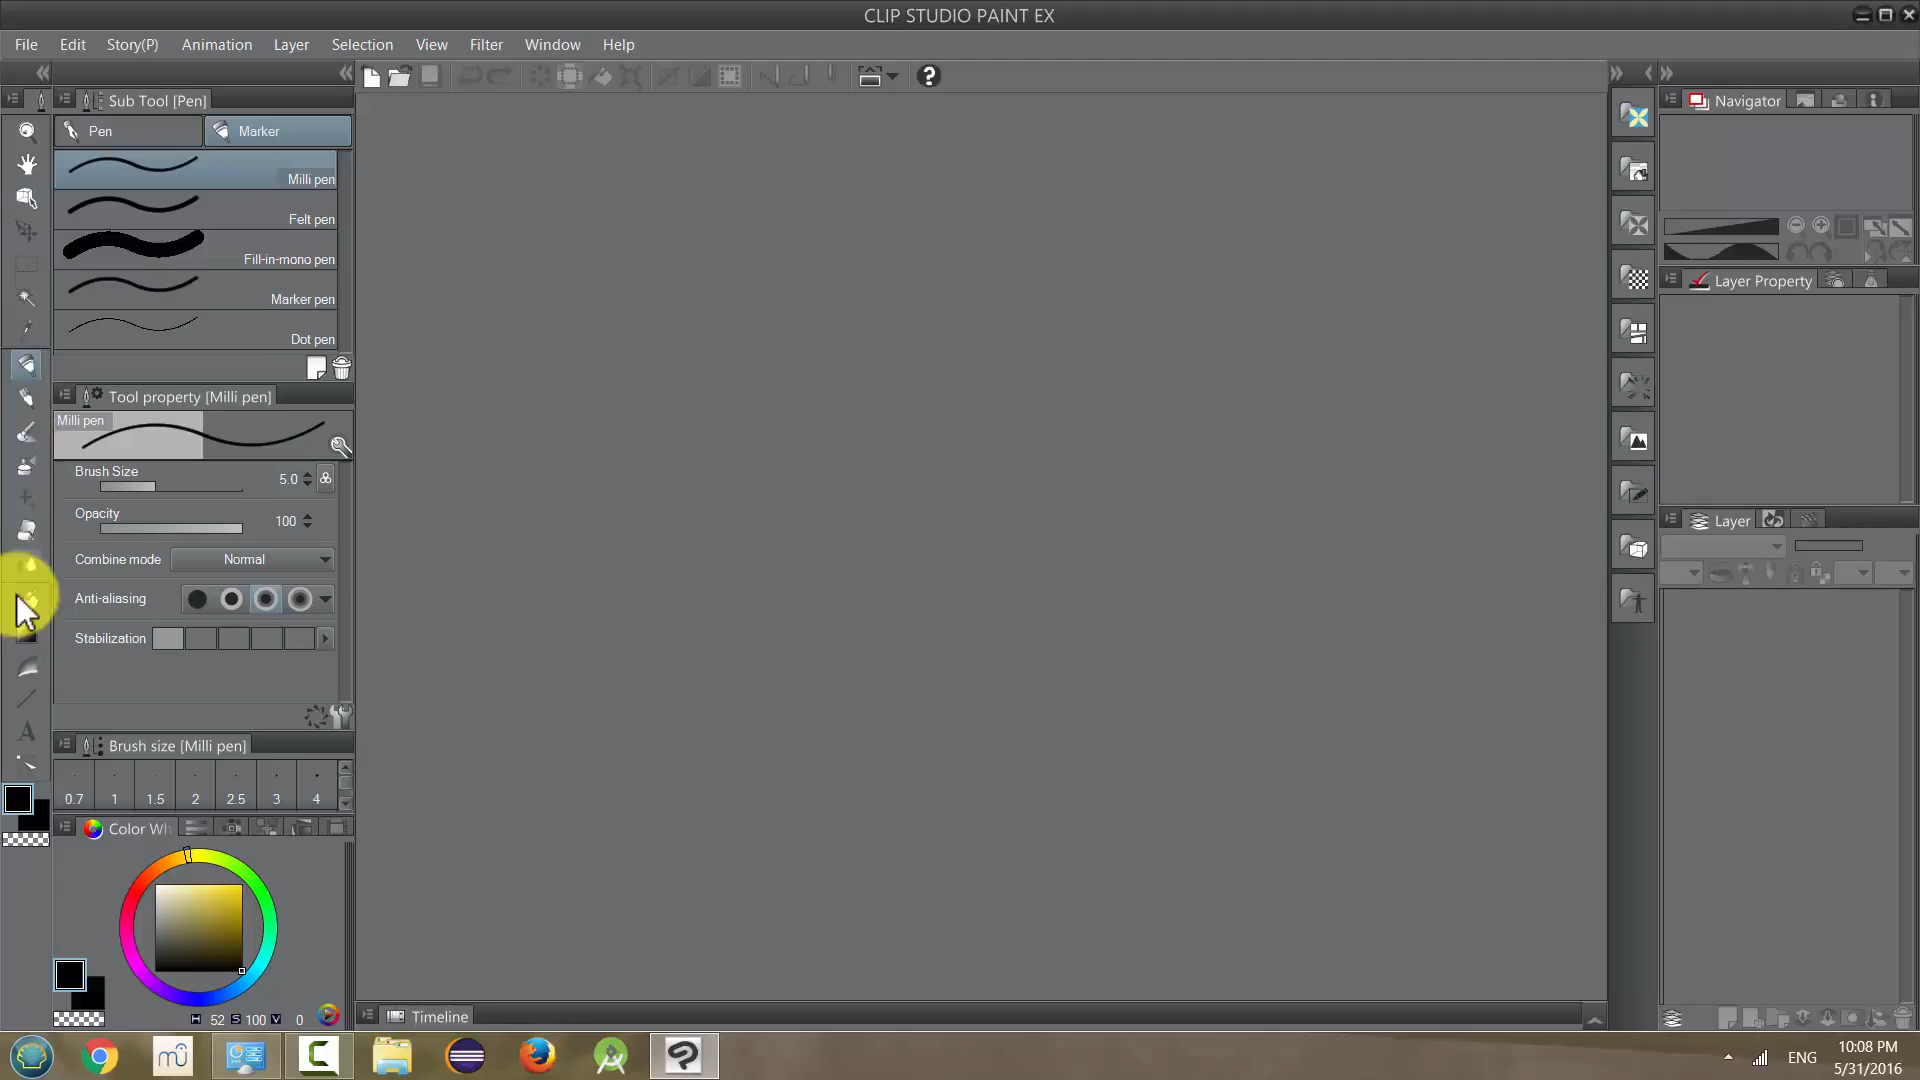 CLIP STUDIO PAINT EX
File Edit Story(P) Animation Layer Selection View Filter Window Help
Sub Tool [Pen]
Pen Marker
Milli pen
Felt pen
Fill-in-mono pen
Marker pen
Dot pen
Tool property [Milli pen]
Milli pen
Brush Size 5.0
Opacity 100
Combine mode Normal
Anti-aliasing
Stabilization
Brush size [Milli pen]
0.7 1 1.5 2 2.5 3 4
Color Wh
H 52 S 100 V 0
Timeline
Navigator
Layer Property
Layer
ENG
10:08 PM
5/31/2016